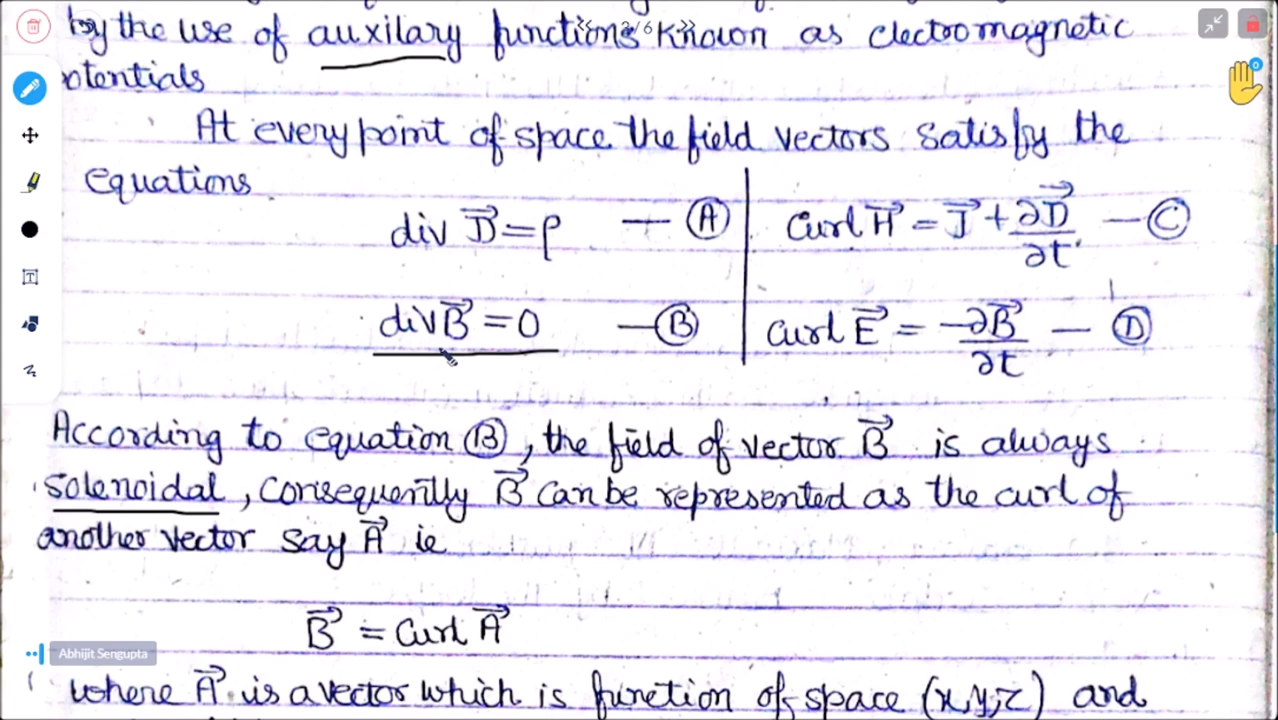 by the use of auxilary functions known as electromagnetic
otentials
At every point of space the field vectors satisfy the
equations
div D⃗ = ρ — Ⓐ
curl H⃗ = J⃗ + ∂D⃗/∂t — Ⓒ
div B⃗ = 0 — Ⓑ
curl E⃗ = -∂B⃗/∂t — Ⓓ
According to equation Ⓑ, the field of vector B⃗ is always
solenoidal, consequently B⃗ can be represented as the curl of
another vector say A⃗ ie
B⃗ = curl A⃗
Abhijit Sengupta
where A⃗ is a vector which is function of space (x,y,z) and